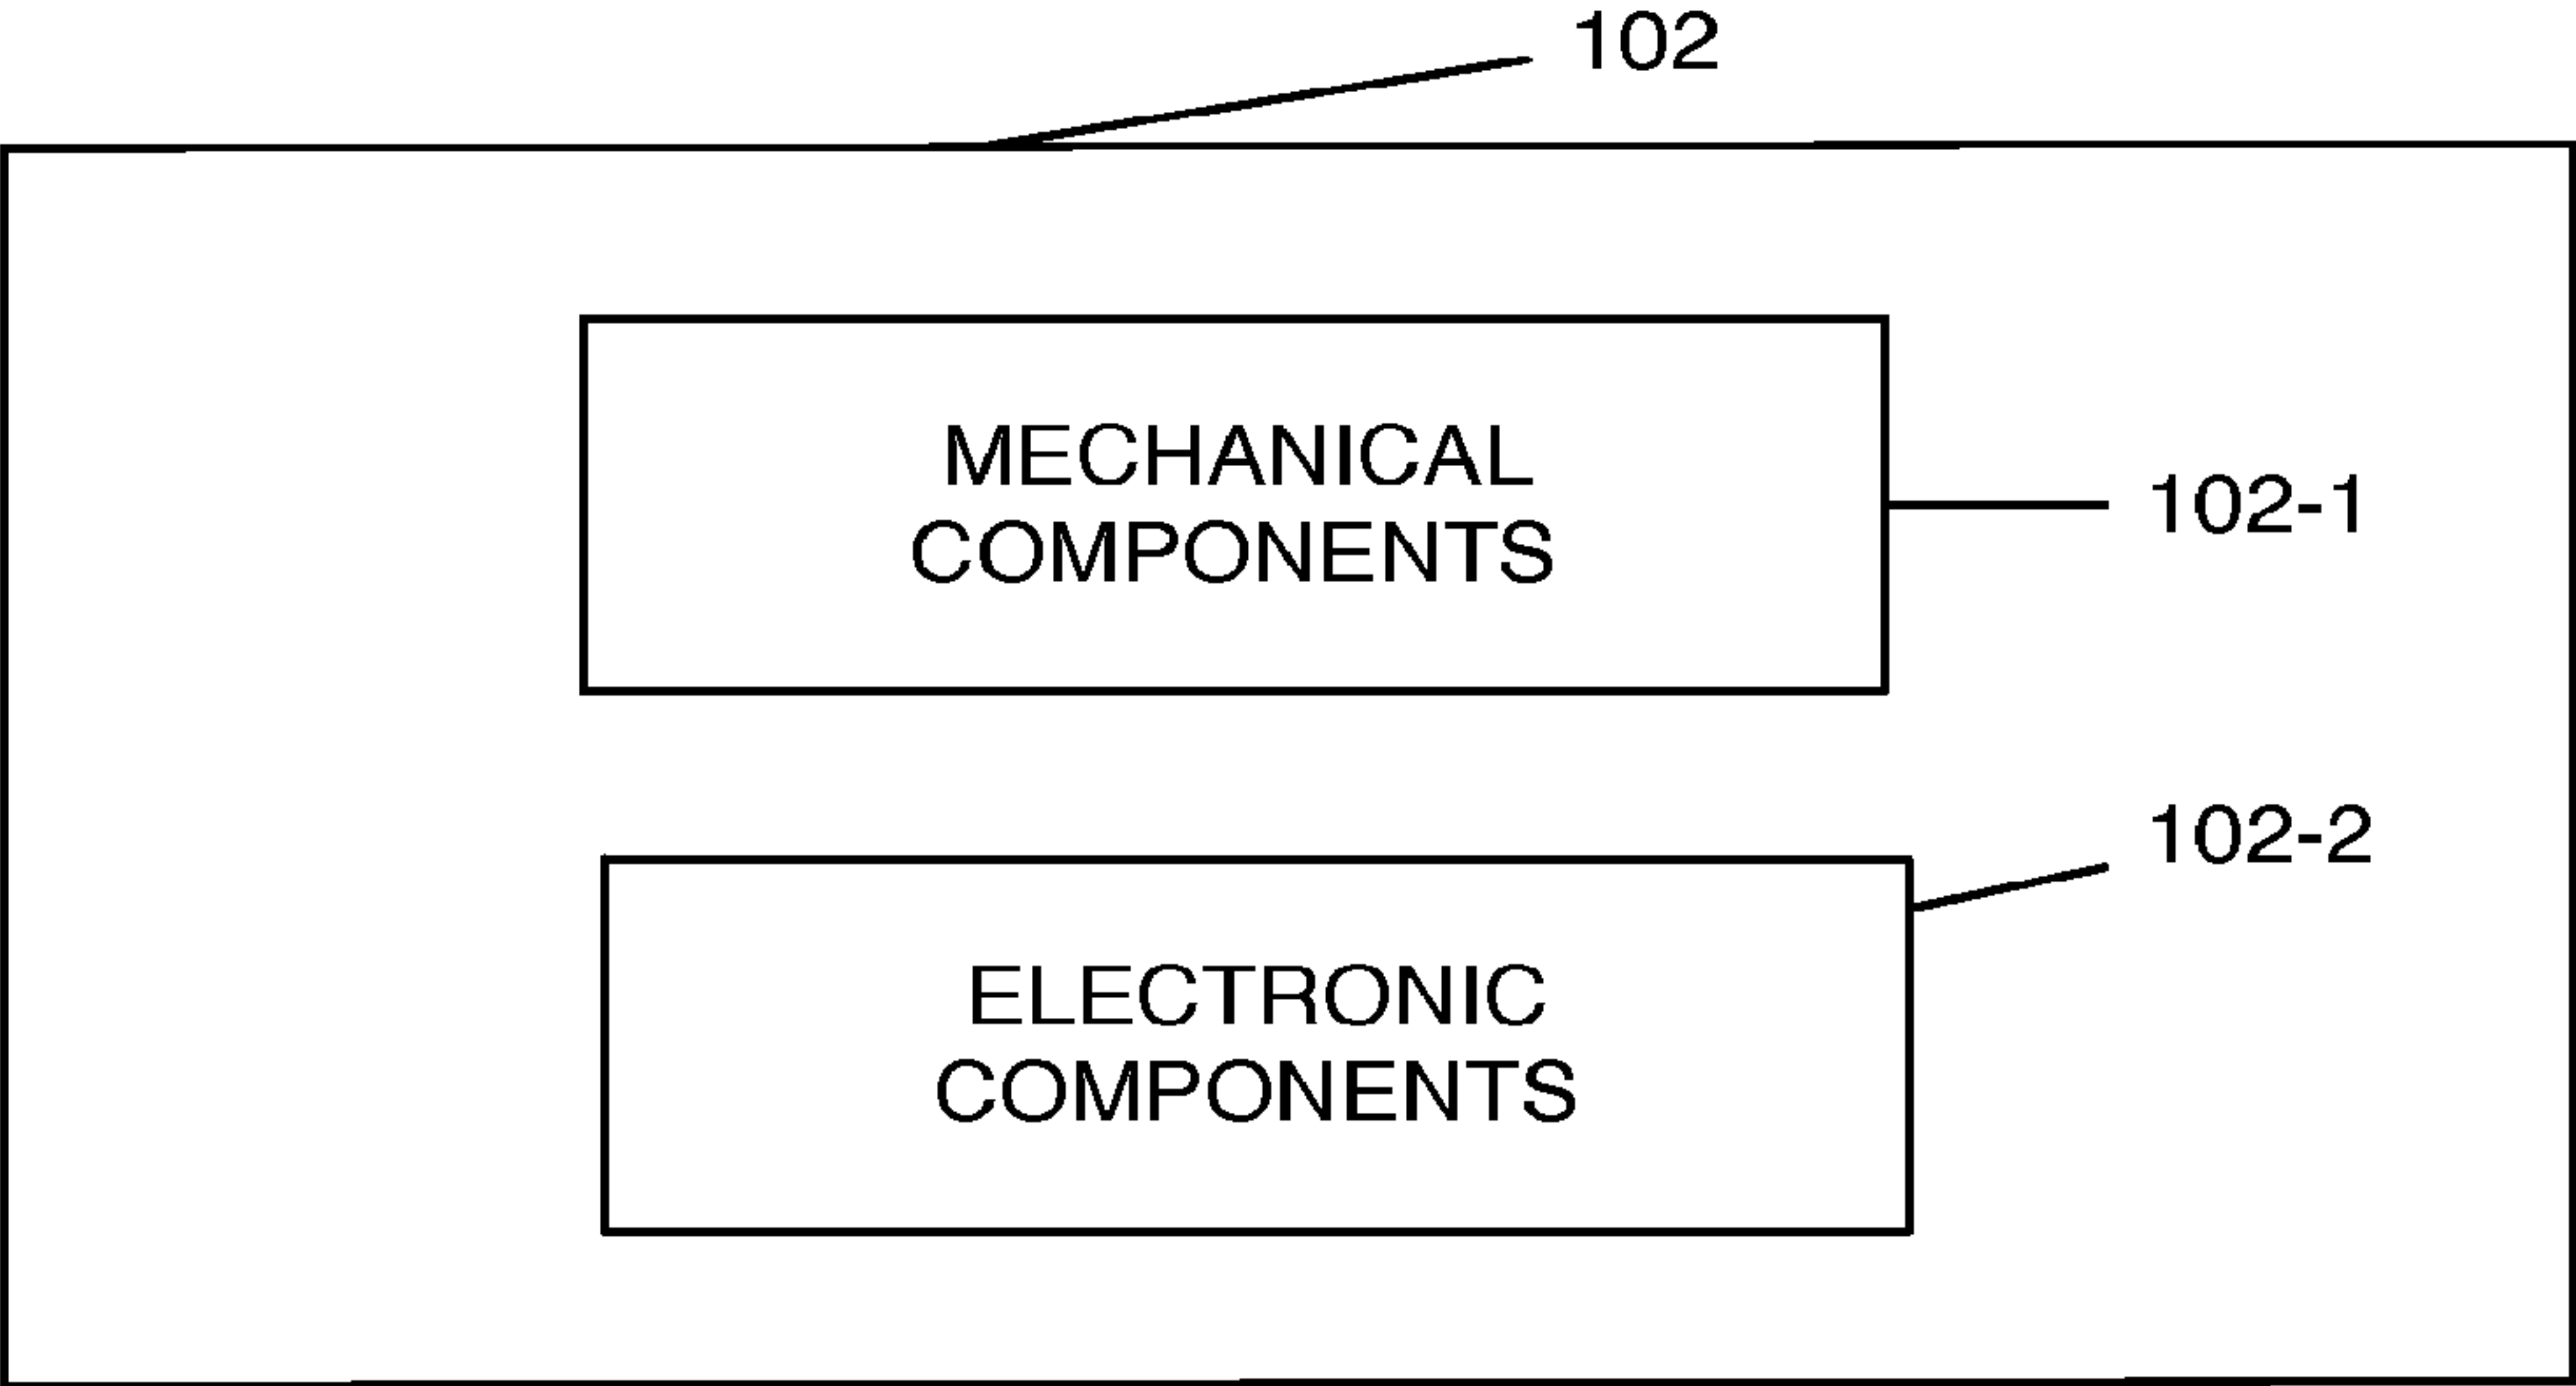 102
MECHANICAL
COMPONENTS
102-1
102-2
ELECTRONIC
COMPONENTS